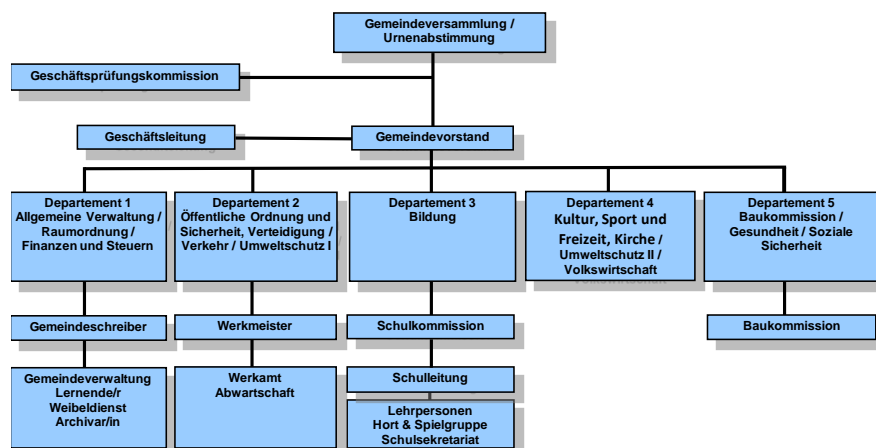 Gemeindeversammlung /
Urnenabstimmung
Geschäftsprüfungskommission
Geschäftsleitung
Gemeindevorstand
Departement 1
Allgemeine Verwaltung /
Raumordnung /
Finanzen und Steuern
Departement 2
Öffentliche Ordnung und
Sicherheit, Verteidigung /
Verkehr / Umweltschutz I
Departement 3
Bildung
Departement 4
Kultur, Sport und
Freizeit, Kirche /
Umweltschutz II /
Volkswirtschaft
Departement 5
Baukommission /
Gesundheit / Soziale
Sicherheit
Gemeindeschreiber
Werkmeister
Schulkommission
Baukommission
Gemeindeverwaltung
Lernende/r
Weibeldienst
Archivar/in
Werkamt
Abwartschaft
Schulleitung
Lehrpersonen
Hort & Spielgruppe
Schulsekretariat